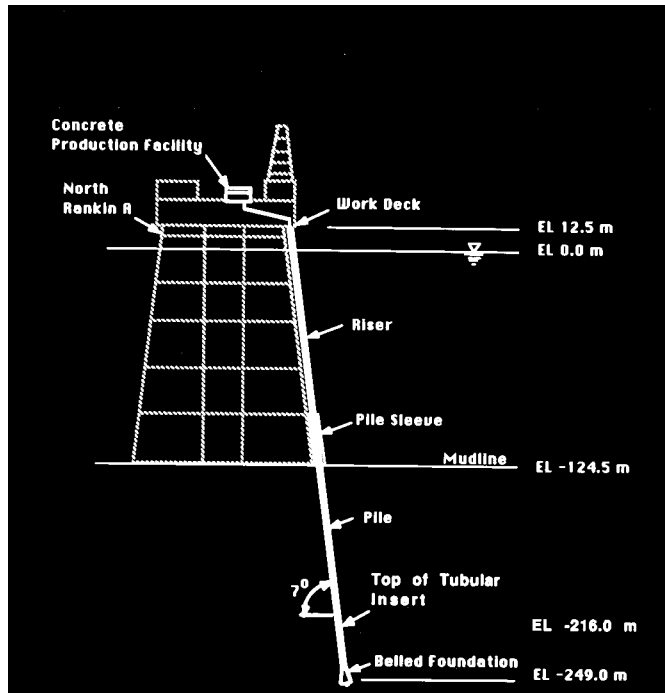 Concrete
Production Facility
North
Rankin A
Work Deck
EL 12.5 m
EL 0.0 m
Riser
Pile Sleeve
Mudline
EL -124.5 m
Pile
7⁰
Top of Tubular
Insert
EL -216.0 m
Belled Foundation
EL -249.0 m